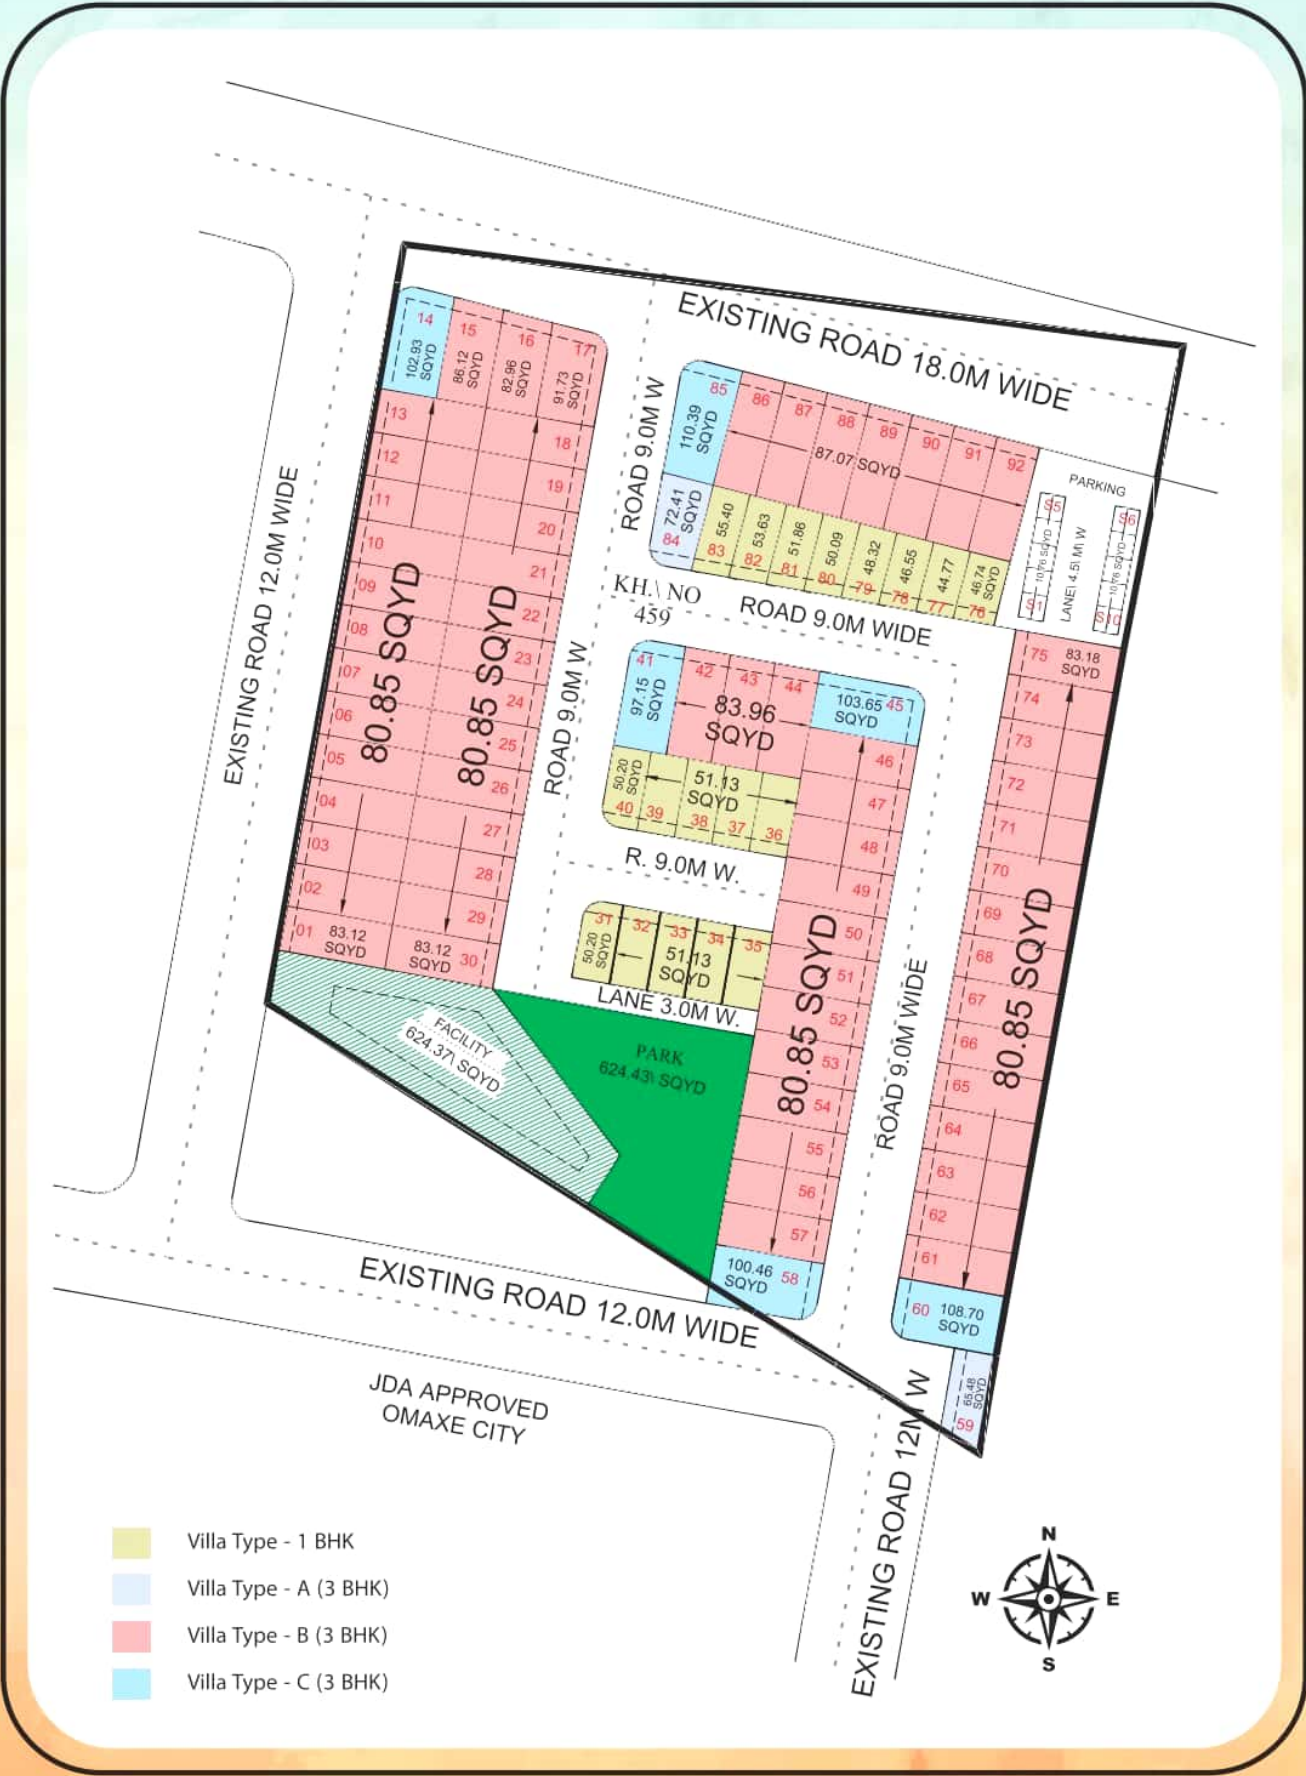 EXISTING ROAD 18.0M WIDE
14
102.93
SQYD
15
86.12
SQYD
16
82.96
SQYD
17
91.73
SQYD
13
12
11
10
09
08
07
06
05
04
03
02
01
83.12
SQYD
80.85 SQYD
18
19
20
21
22
23
24
25
26
27
28
29
30
83.12
SQYD
80.85 SQYD
EXISTING ROAD 12.0M WIDE
ROAD 9.0M W
ROAD 9.0M W
85
110.39
SQYD
86
87
88
89
90
91
92
87.07 SQYD
84
72.41
SQYD
83
55.40
82
53.63
81
51.86
80
50.09
79
48.32
78
46.55
77
44.77
76
46.74
SQYD
PARKING
S5
10.76 SQYD
S1
LANE\ 4.5\ M\ W
S6
10.76 SQYD
S10
KH.\ NO
459
ROAD 9.0M WIDE
41
97.15
SQYD
42
43
44
83.96
SQYD
103.65
SQYD
45
50.20
SQYD
51.13
SQYD
40
39
38
37
36
R. 9.0M W.
31
32
33
34
35
50.20
SQYD
51.13
SQYD
LANE 3.0M W.
46
47
48
49
50
51
52
53
54
55
56
57
80.85 SQYD
100.46
SQYD
58
ROAD 9.0M WIDE
75
83.18
SQYD
74
73
72
71
70
69
68
67
66
65
64
63
62
61
80.85 SQYD
60
108.70
SQYD
65.48
SQYD
59
FACILITY
624.37\ SQYD
PARK
624.43\ SQYD
EXISTING ROAD 12.0M WIDE
EXISTING ROAD 12M W
JDA APPROVED
OMAXE CITY
Villa Type - 1 BHK
Villa Type - A (3 BHK)
Villa Type - B (3 BHK)
Villa Type - C (3 BHK)
N
W
E
S